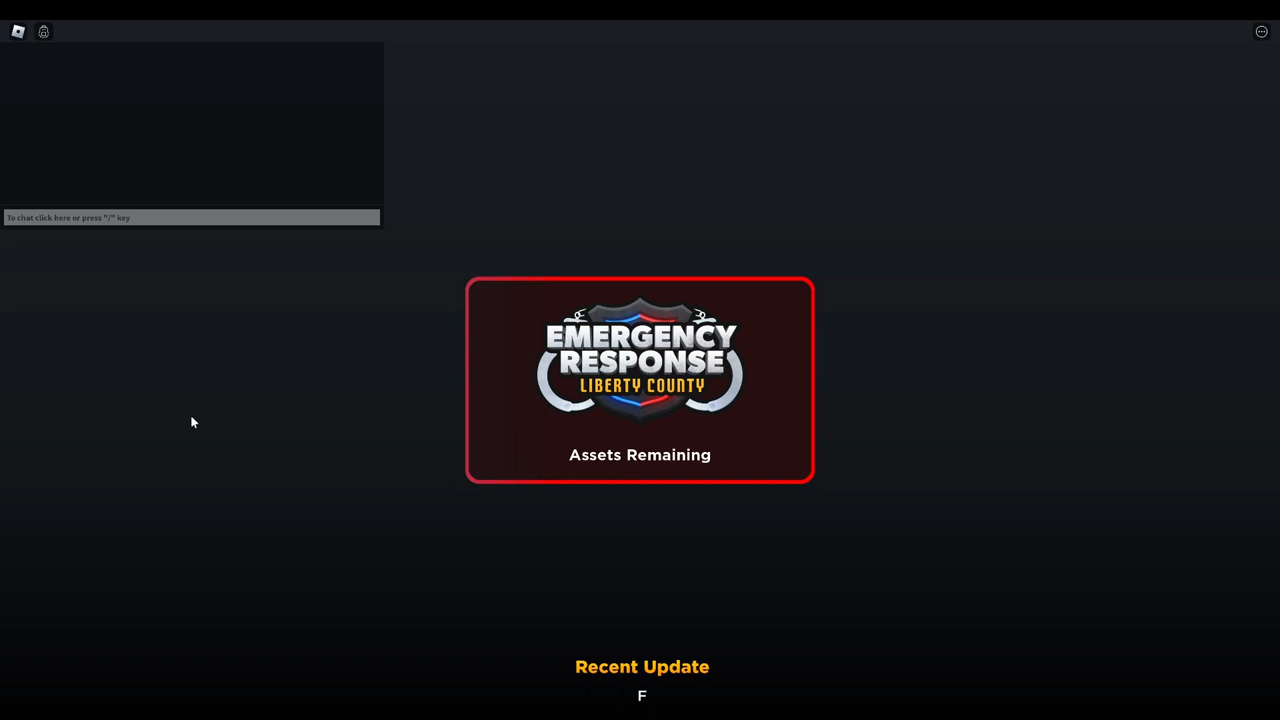 To chat click here or press "/" key
EMERGENCY
RESPONSE
LIBERTY COUNTY
Assets Remaining
Recent Update
F